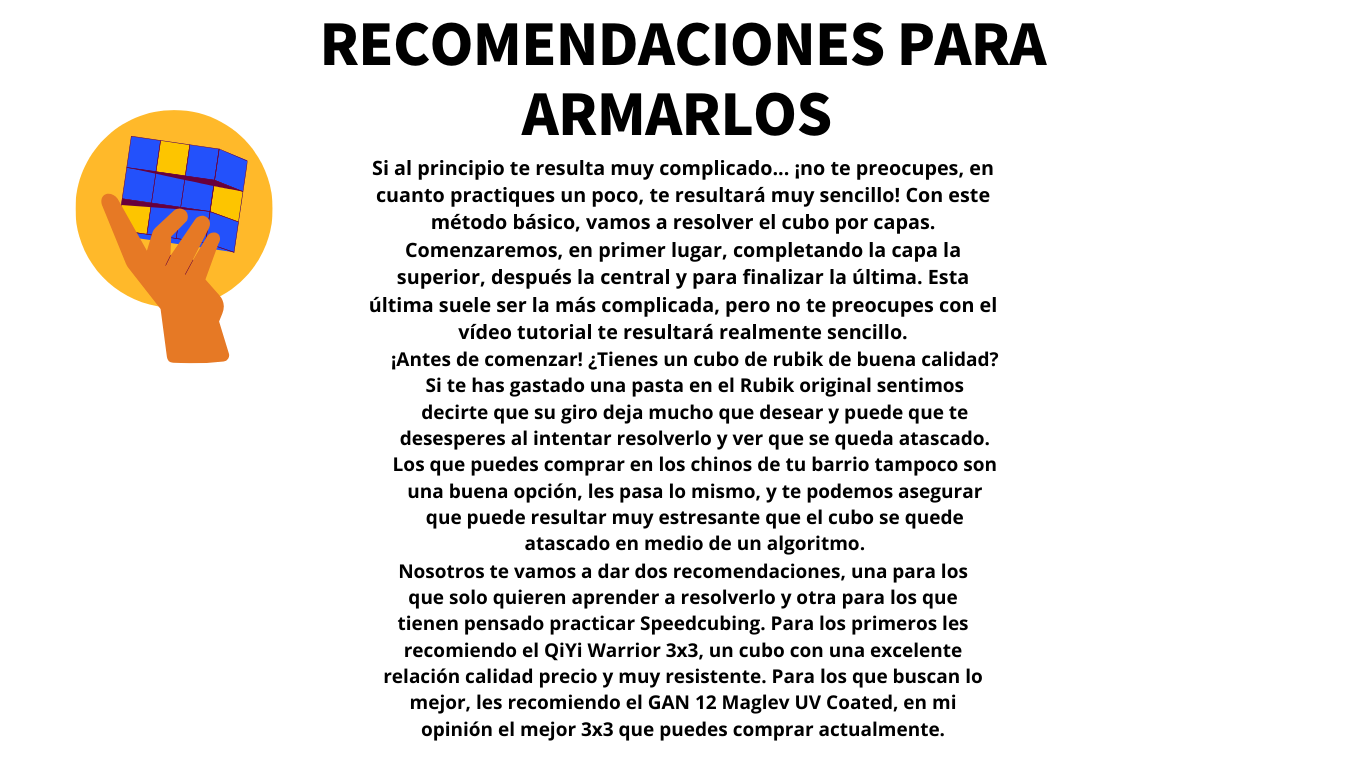 RECOMENDACIONES PARA
ARMARLOS
Si al principio te resulta muy complicado... ¡no te preocupes, en
cuanto practiques un poco, te resultará muy sencillo! Con este
método básico, vamos a resolver el cubo por capas.
Comenzaremos, en primer lugar, completando la capa la
superior, después la central y para finalizar la última. Esta
última suele ser la más complicada, pero no te preocupes con el
vídeo tutorial te resultará realmente sencillo.
¡Antes de comenzar! ¿Tienes un cubo de rubik de buena calidad?
Si te has gastado una pasta en el Rubik original sentimos
decirte que su giro deja mucho que desear y puede que te
desesperes al intentar resolverlo y ver que se queda atascado.
Los que puedes comprar en los chinos de tu barrio tampoco son
una buena opción, les pasa lo mismo, y te podemos asegurar
que puede resultar muy estresante que el cubo se quede
atascado en medio de un algoritmo.
Nosotros te vamos a dar dos recomendaciones, una para los
que solo quieren aprender a resolverlo y otra para los que
tienen pensado practicar Speedcubing. Para los primeros les
recomiendo el QiYi Warrior 3x3, un cubo con una excelente
relación calidad precio y muy resistente. Para los que buscan lo
mejor, les recomiendo el GAN 12 Maglev UV Coated, en mi
opinión el mejor 3x3 que puedes comprar actualmente.